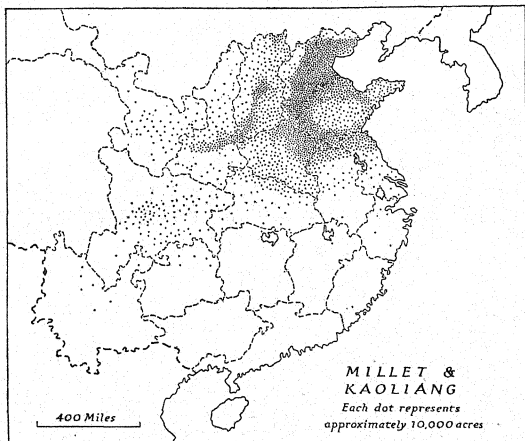 MILLET &
KAOLIANG
Each dot represents
approximately 10,000 acres
400 Miles